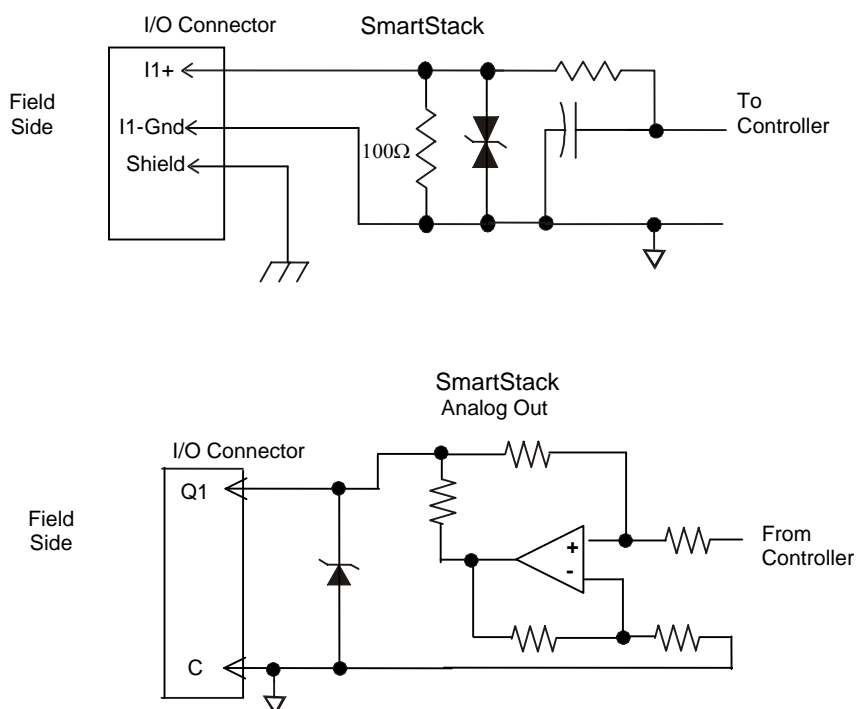 I/O Connector
SmartStack
I1+
Field
Side
I1-Gnd
Shield
100Ω
To
Controller
SmartStack
Analog Out
I/O Connector
Q1
Field
Side
+
-
From
Controller
C